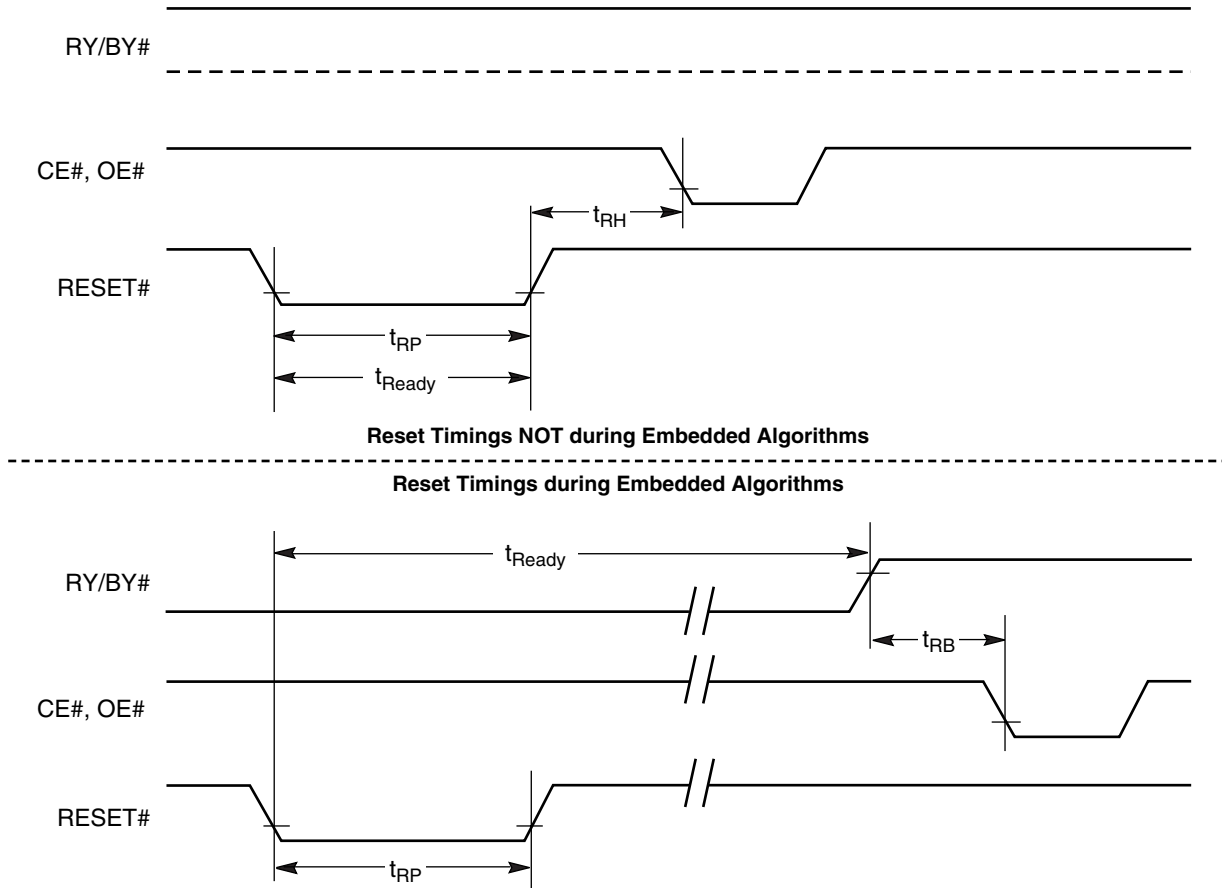 RY/BY#
CE#, OE#
tRH
RESET#
tRP
tReady
Reset Timings NOT during Embedded Algorithms
Reset Timings during Embedded Algorithms
tReady
RY/BY#
tRB
CE#, OE#
RESET#
tRP